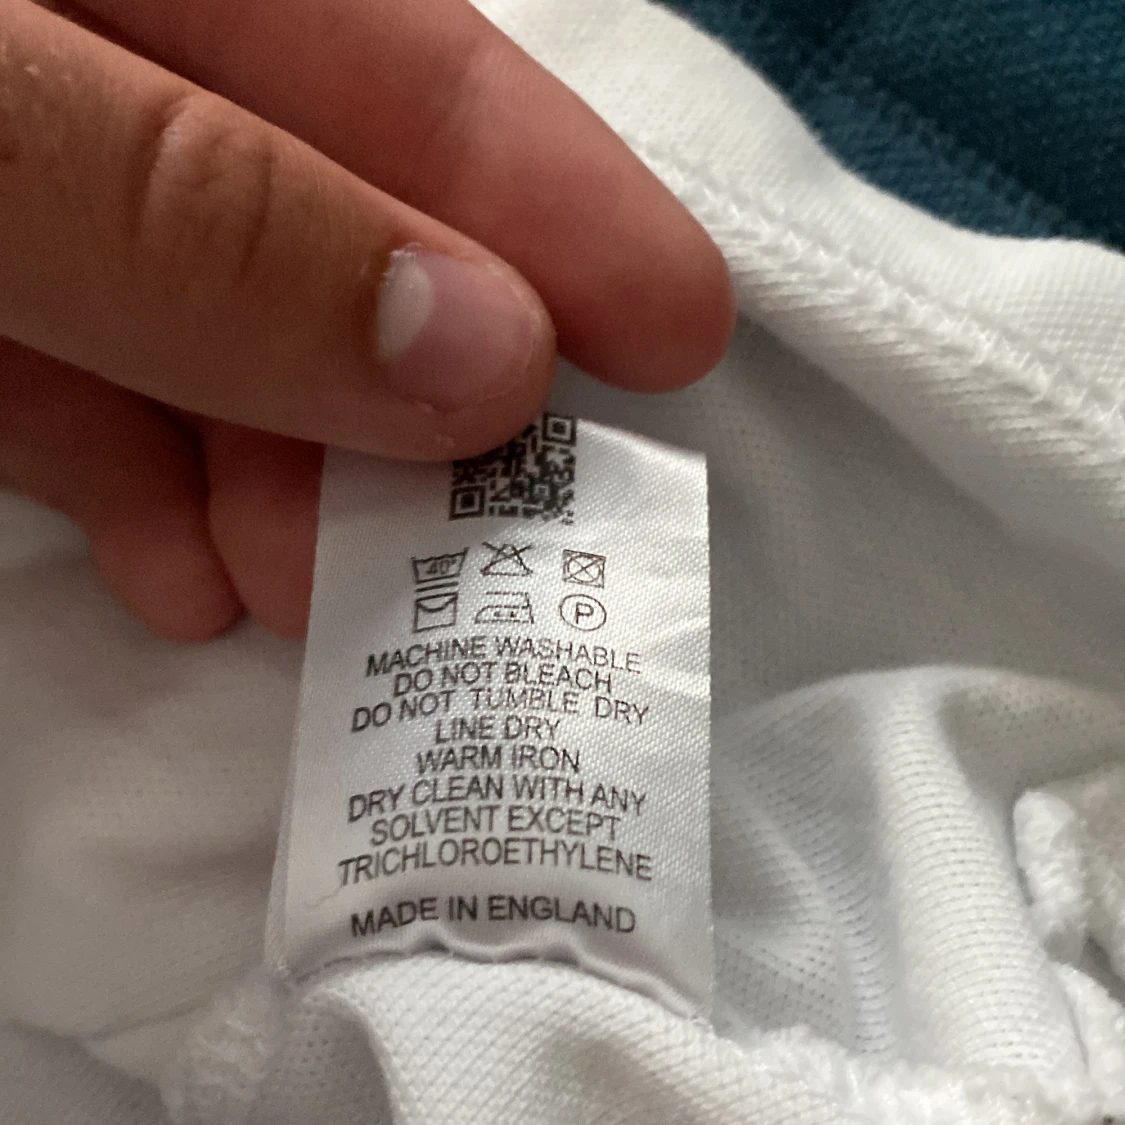 40°
P
MACHINE WASHABLE
DO NOT BLEACH
DO NOT TUMBLE DRY
LINE DRY
WARM IRON
DRY CLEAN WITH ANY
SOLVENT EXCEPT
TRICHLOROETHYLENE
MADE IN ENGLAND